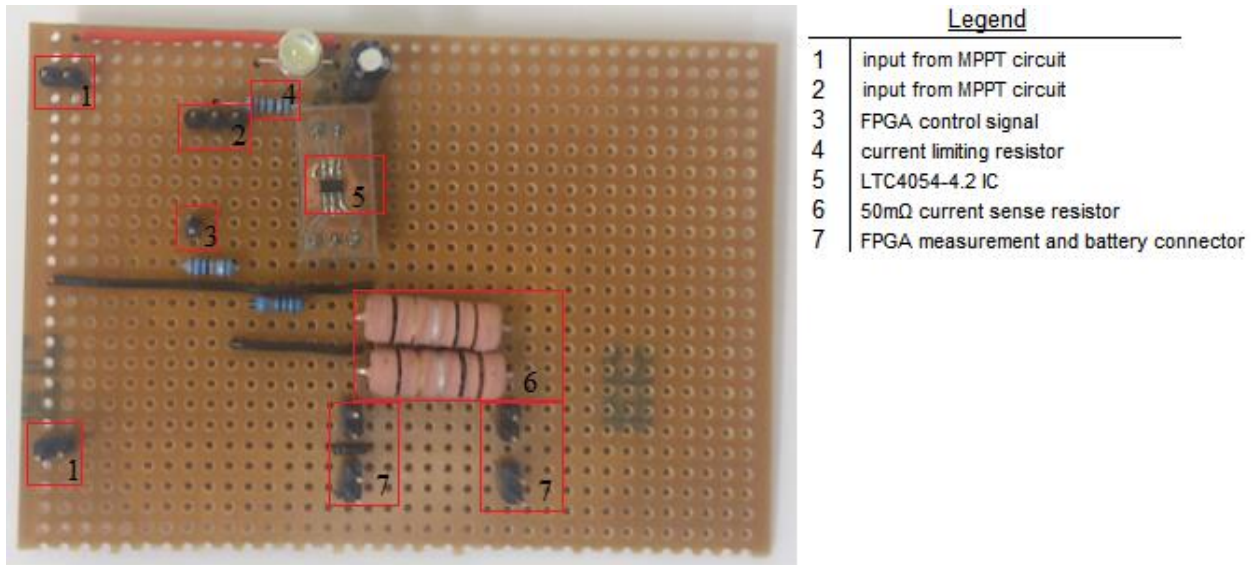 Legend
1 input from MPPT circuit
2 input from MPPT circuit
3 FPGA control signal
4 current limiting resistor
5 LTC4054-4.2 IC
6 50mΩ current sense resistor
7 FPGA measurement and battery connector
1
4
2
5
3
6
1
7
7